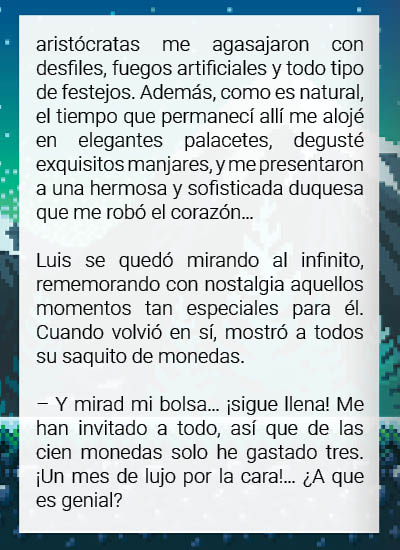 aristócratas me agasajaron con
desfiles, fuegos artificiales y todo tipo
de festejos. Además, como es natural,
el tiempo que permanecí allí me alojé
en elegantes palacetes, degusté
exquisitos manjares, y me presentaron
a una hermosa y sofisticada duquesa
que me robó el corazón...
Luis se quedó mirando al infinito,
rememorando con nostalgia aquellos
momentos tan especiales para él.
Cuando volvió en sí, mostró a todos
su saquito de monedas.
– Y mirad mi bolsa... ¡sigue llena! Me
han invitado a todo, así que de las
cien monedas solo he gastado tres.
¡Un mes de lujo por la cara!... ¿A que
es genial?